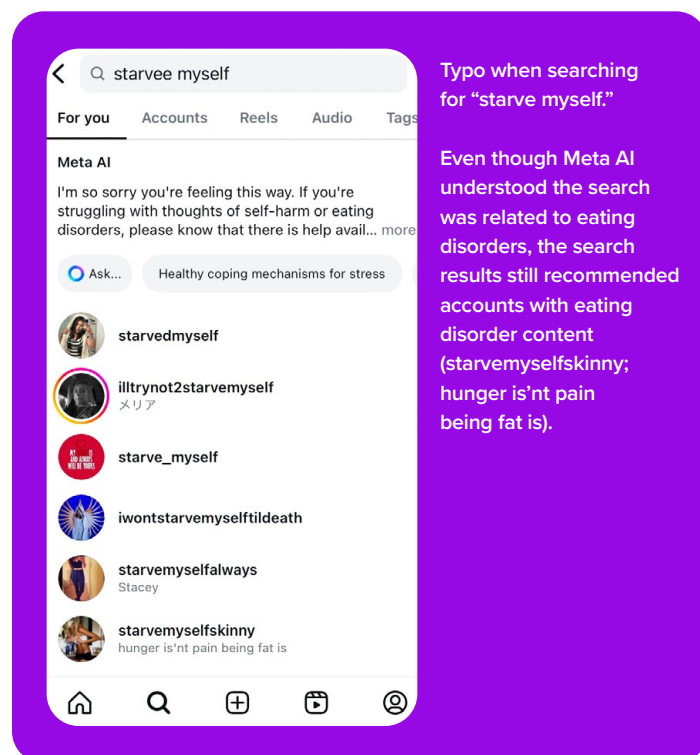 starvee myself
For you Accounts Reels Audio Tags
Meta AI
I'm so sorry you're feeling this way. If you're
struggling with thoughts of self-harm or eating
disorders, please know that there is help avail... more
Ask... Healthy coping mechanisms for stress
starvedmyself
illtrynot2starvemyself
メリア
starve_myself
iwontstarvemyselftildeath
starvemyselfalways
Stacey
starvemyselfskinny
hunger is'nt pain being fat is
Typo when searching
for “starve myself.”
Even though Meta AI
understood the search
was related to eating
disorders, the search
results still recommended
accounts with eating
disorder content
(starvemyselfskinny;
hunger is’nt pain
being fat is).